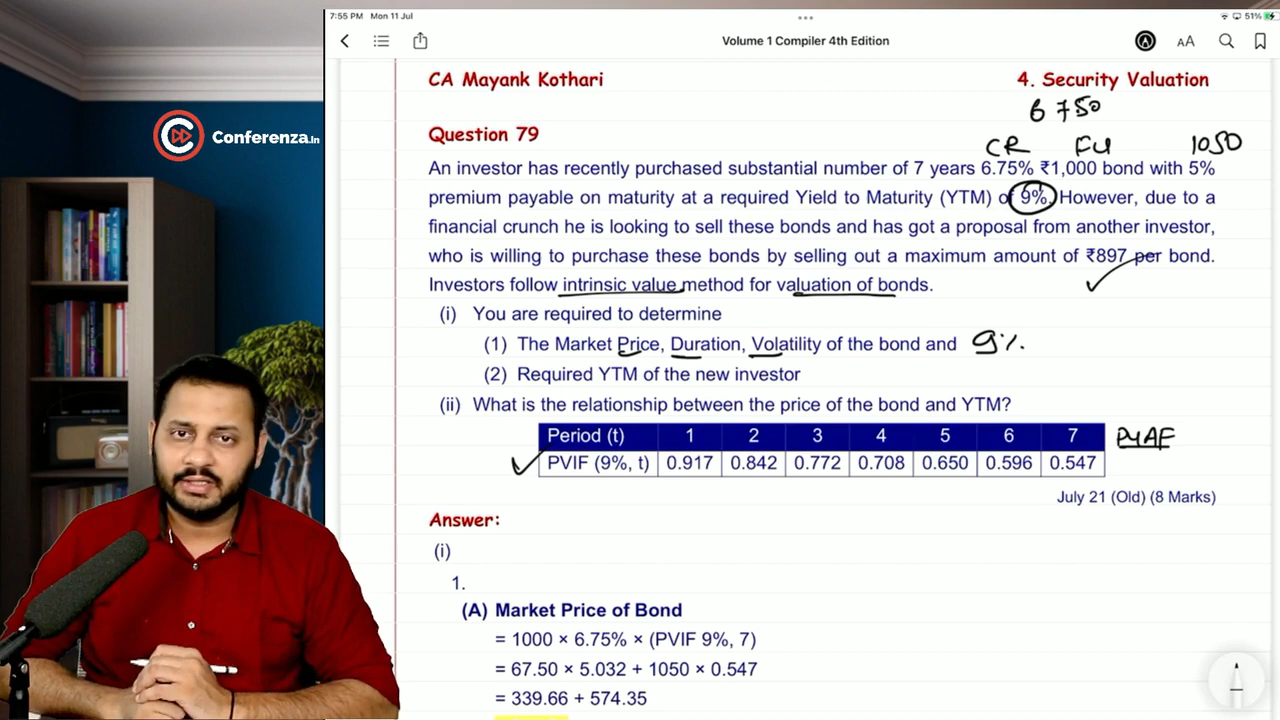 7:55 PM Mon 11 Jul
51%
Volume 1 Compiler 4th Edition
AA
Conferenza.in
CA Mayank Kothari
4. Security Valuation
6 750
CR
1050
Question 79
An investor has recently purchased substantial number of 7 years 6.75% ₹1,000 bond with 5%
premium payable on maturity at a required Yield to Maturity (YTM) of 9%. However, due to a
financial crunch he is looking to sell these bonds and has got a proposal from another investor,
who is willing to purchase these bonds by selling out a maximum amount of ₹897 per bond.
Investors follow intrinsic value method for valuation of bonds.
(i) You are required to determine
(1) The Market Price, Duration, Volatility of the bond and 9%.
(2) Required YTM of the new investor
(ii) What is the relationship between the price of the bond and YTM?
Period (t) 1 2 3 4 5 6 7
PVIF (9%, t) 0.917 0.842 0.772 0.708 0.650 0.596 0.547
July 21 (Old) (8 Marks)
Answer:
(i)
1.
(A) Market Price of Bond
= 1000 × 6.75% × (PVIF 9%, 7)
= 67.50 × 5.032 + 1050 × 0.547
= 339.66 + 574.35